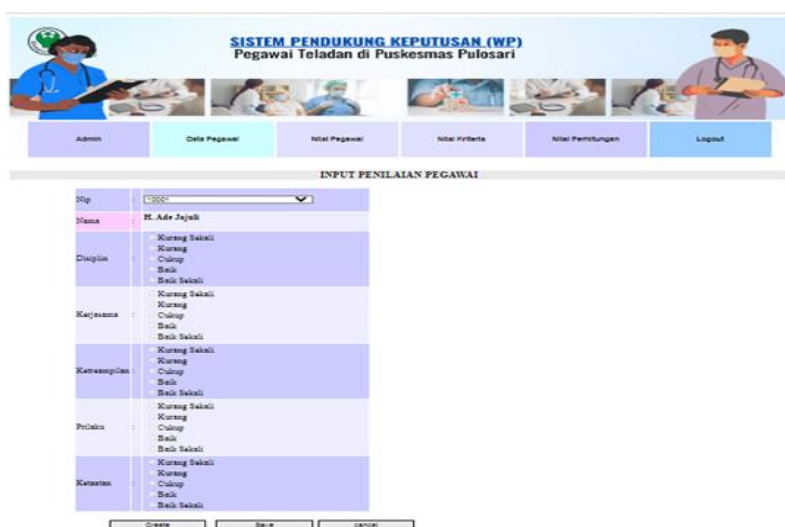 SISTEM PENDUKUNG KEPUTUSAN (WP)
Pegawai Teladan di Puskesmas Pulosari
Admin
Data Pegawai
Nilai Pegawai
Nilai Kriteria
Nilai Perhitungan
Logout
INPUT PENILAIAN PEGAWAI
Nip : 10001
Nama : H. Ade Jajuli
Disiplin :
Kurang Sekali
Kurang
Cukup
Baik
Baik Sekali
Kerjasama :
Kurang Sekali
Kurang
Cukup
Baik
Baik Sekali
Ketrampilan :
Kurang Sekali
Kurang
Cukup
Baik
Baik Sekali
Prilaku :
Kurang Sekali
Kurang
Cukup
Baik
Baik Sekali
Ketaatan :
Kurang Sekali
Kurang
Cukup
Baik
Baik Sekali
Create
Save
cancel